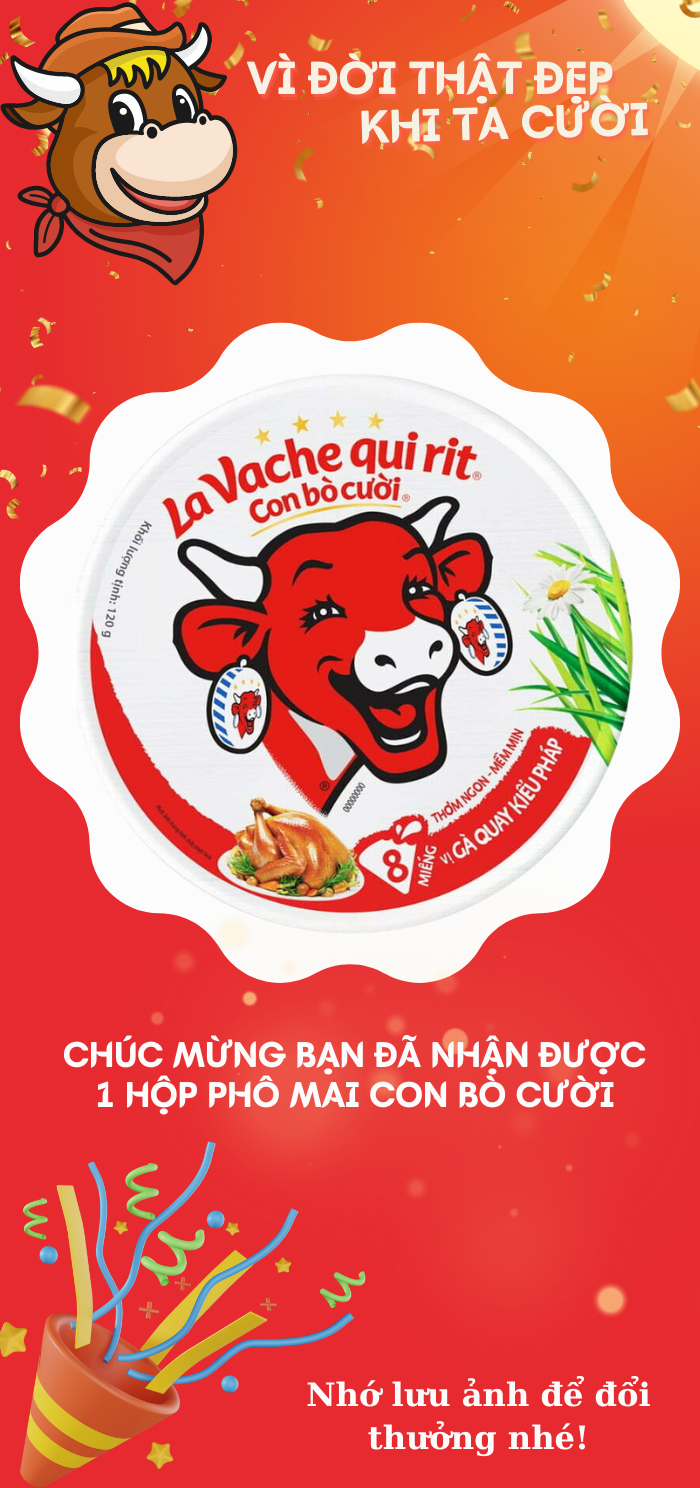 VÌ ĐỜI THẬT ĐẸP
KHI TA CƯỜI
La Vache qui rit®
Con bò cười®
Khối lượng tịnh: 120 g
®
0000000
THƠM NGON - MỀM MỊN
8 MIẾNG
VỊ GÀ QUAY KIỂU PHÁP
CHÚC MỪNG BẠN ĐÃ NHẬN ĐƯỢC
1 HỘP PHÔ MAI CON BÒ CƯỜI
Nhớ lưu ảnh để đổi
thưởng nhé!